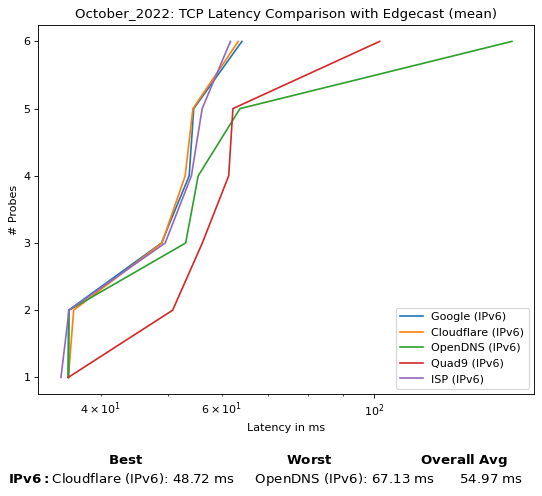 October_2022: TCP Latency Comparison with Edgecast (mean)
# Probes
6
5
4
3
2
1
Google (IPv6)
Cloudflare (IPv6)
OpenDNS (IPv6)
Quad9 (IPv6)
ISP (IPv6)
4 × 10¹ 6 × 10¹ 10²
Latency in ms
Best Worst Overall Avg
IPv6: Cloudflare (IPv6): 48.72 ms OpenDNS (IPv6): 67.13 ms 54.97 ms